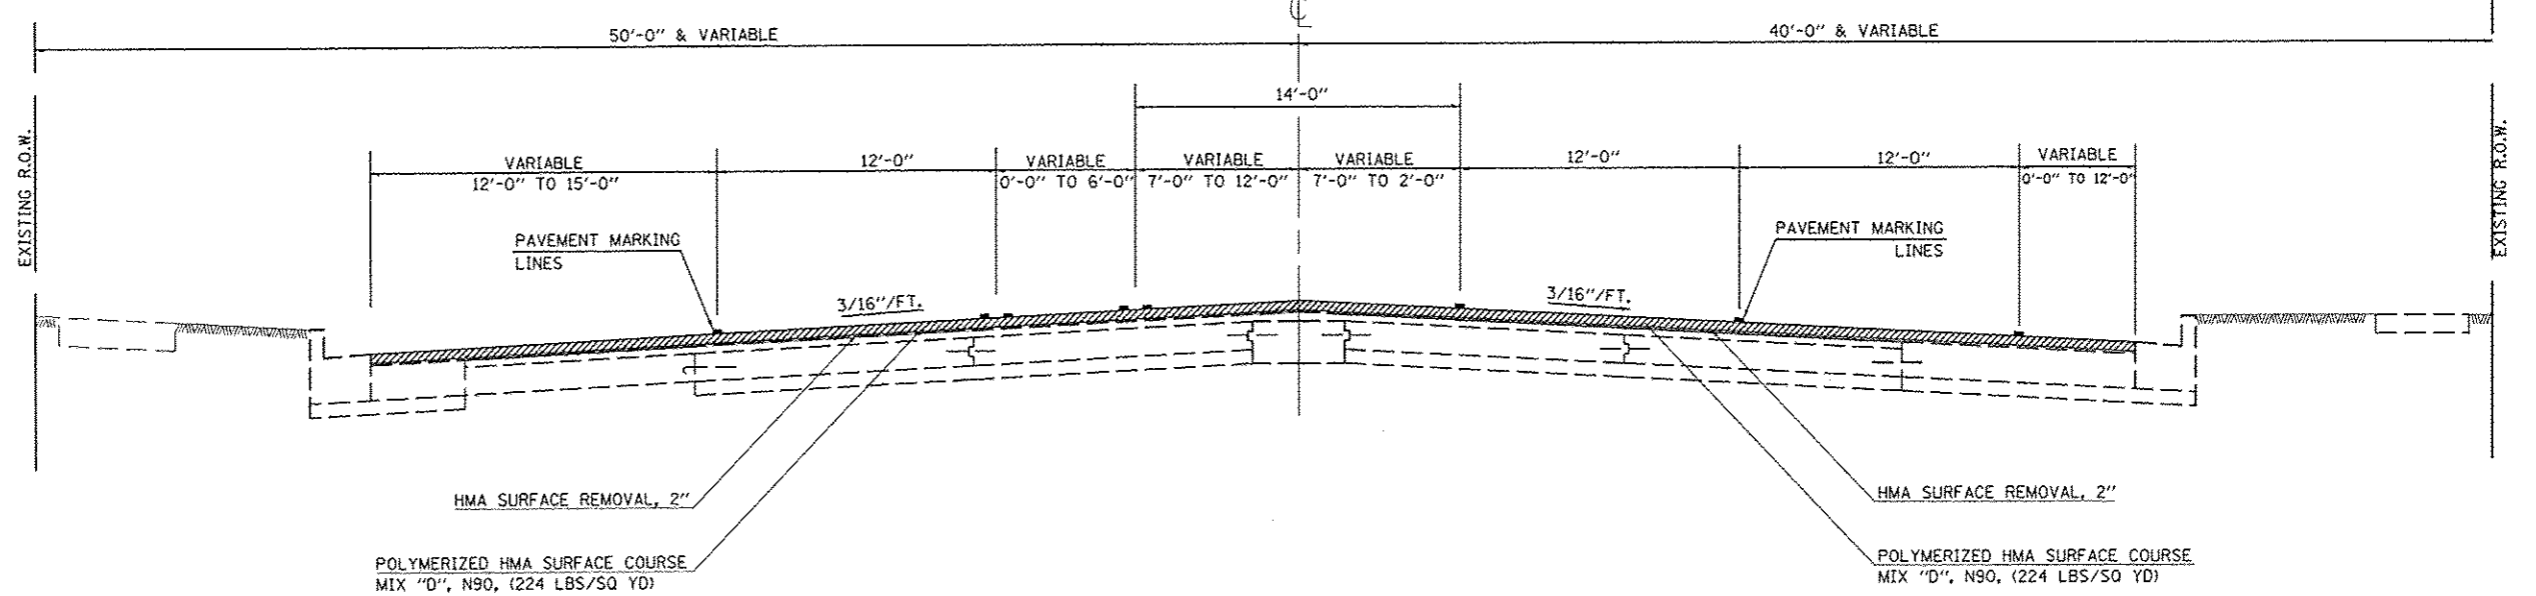 ℄
50'-0" & VARIABLE
40'-0" & VARIABLE
14'-0"
VARIABLE
12'-0" TO 15'-0"
12'-0"
VARIABLE
0'-0" TO 6'-0"
VARIABLE
7'-0" TO 12'-0"
VARIABLE
7'-0" TO 2'-0"
12'-0"
12'-0"
VARIABLE
0'-0" TO 12'-0"
EXISTING R.O.W.
EXISTING R.O.W.
PAVEMENT MARKING
LINES
PAVEMENT MARKING
LINES
3/16"/FT.
3/16"/FT.
HMA SURFACE REMOVAL, 2"
HMA SURFACE REMOVAL, 2"
POLYMERIZED HMA SURFACE COURSE
MIX "D", N90, (224 LBS/SQ YD)
POLYMERIZED HMA SURFACE COURSE
MIX "D", N90, (224 LBS/SQ YD)